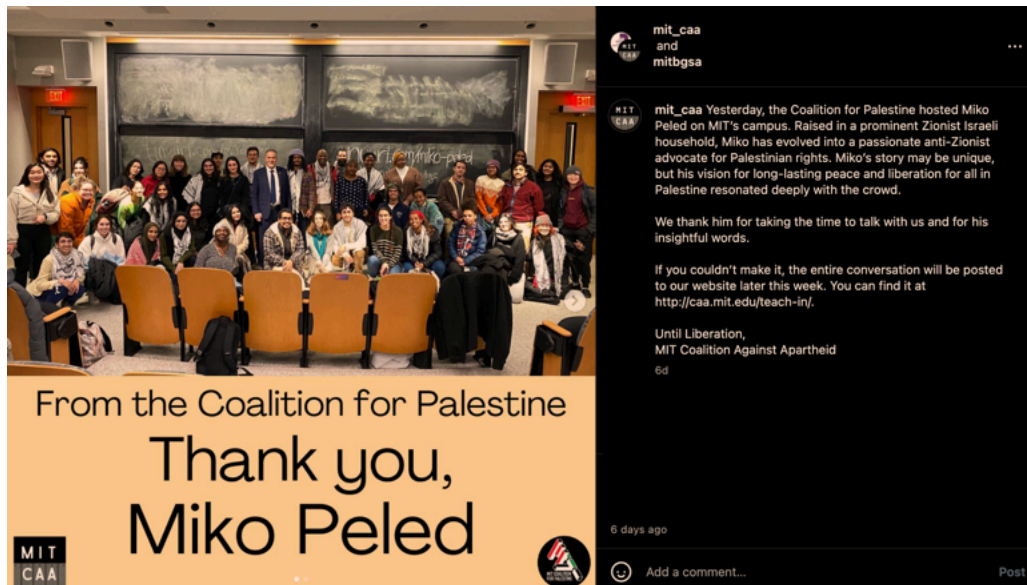 EXIT
EXIT
From the Coalition for Palestine
Thank you,
Miko Peled
MIT
CAA
MIT COALITION
FOR PALESTINE
mit_caa
and
mitbgsa
MIT
CAA
mit_caa Yesterday, the Coalition for Palestine hosted Miko
Peled on MIT's campus. Raised in a prominent Zionist Israeli
household, Miko has evolved into a passionate anti-Zionist
advocate for Palestinian rights. Miko's story may be unique,
but his vision for long-lasting peace and liberation for all in
Palestine resonated deeply with the crowd.
We thank him for taking the time to talk with us and for his
insightful words.
If you couldn't make it, the entire conversation will be posted
to our website later this week. You can find it at
http://caa.mit.edu/teach-in/.
Until Liberation,
MIT Coalition Against Apartheid
6d
6 days ago
Add a comment...
Post